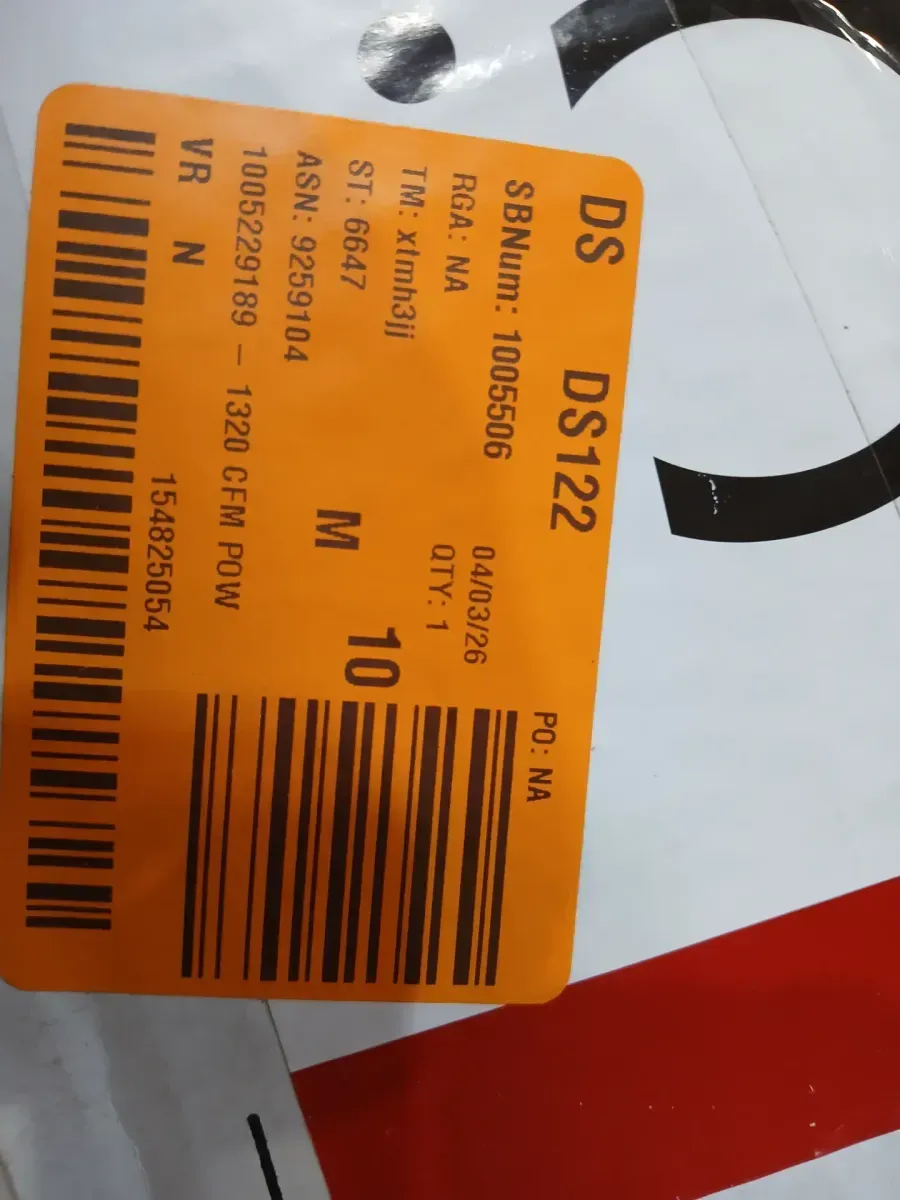 DS DS122
PO: NA
SBNum: 1005506 04/03/26
RGA: NA QTY: 1
TM: xtmh3jj
ST: 6647 M 10
ASN: 9259104
1005229189 - 1320 CFM POW
VR N
154825054